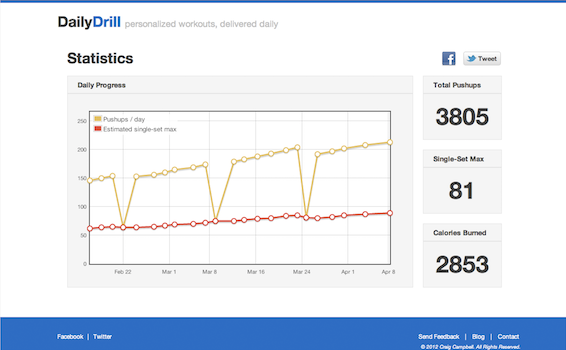 DailyDrill personalized workouts, delivered daily
Statistics
Tweet
Daily Progress
Pushups / day
Estimated single-set max
250
200
150
100
50
0
Feb 22 Mar 1 Mar 8 Mar 16 Mar 24 Apr 1 Apr 8
Total Pushups
3805
Single-Set Max
81
Calories Burned
2853
Facebook | Twitter
Send Feedback | Blog | Contact
© 2012 Craig Campbell. All Rights Reserved.